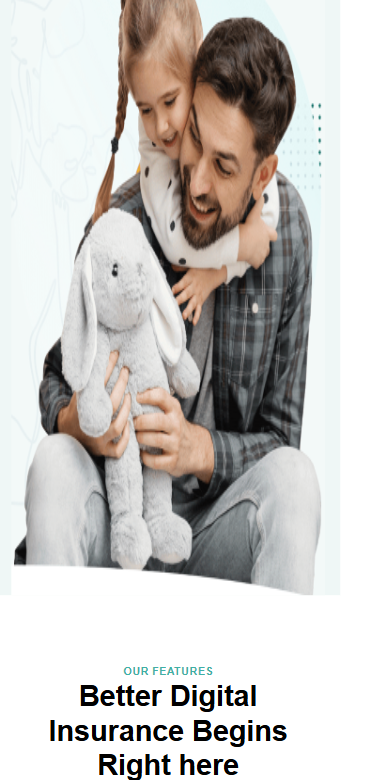 OUR FEATURES
Better Digital
Insurance Begins
Right here